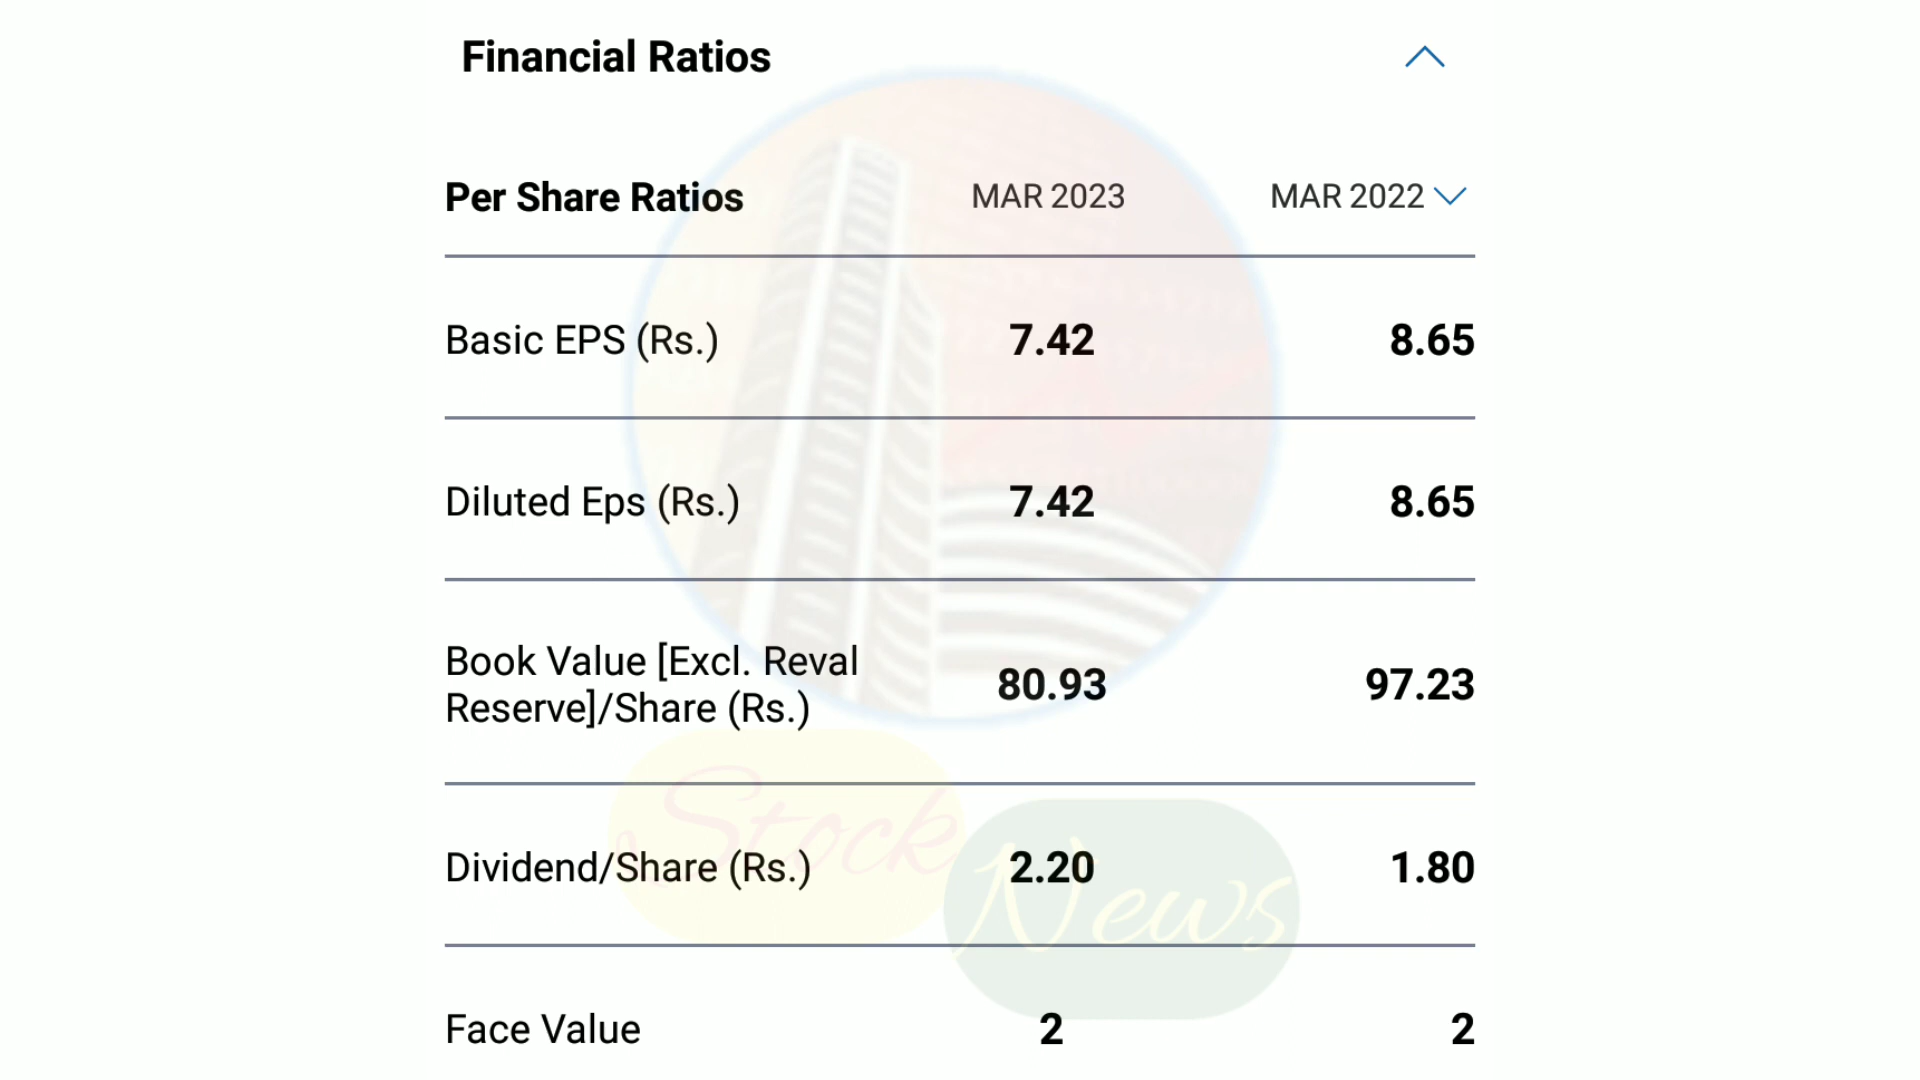 Financial Ratios
Per Share Ratios MAR 2023 MAR 2022
Basic EPS (Rs.) 7.42 8.65
Diluted Eps (Rs.) 7.42 8.65
Book Value [Excl. Reval
Reserve]/Share (Rs.) 80.93 97.23
Stock
Dividend/Share (Rs.) 2.20 1.80
News
Face Value 2 2